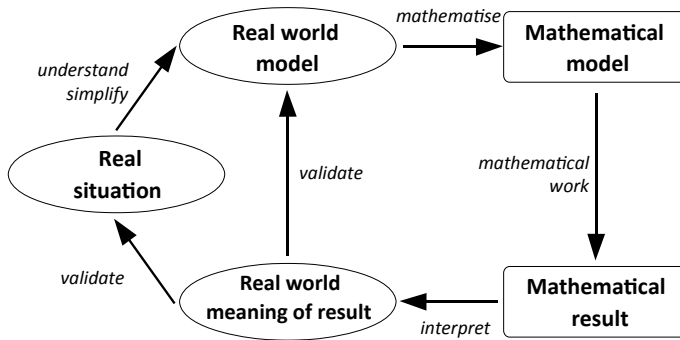 mathematise
Real world
model
Mathematical
model
understand
simplify
Real
situation
validate
mathematical
work
validate
Real world
meaning of result
interpret
Mathematical
result